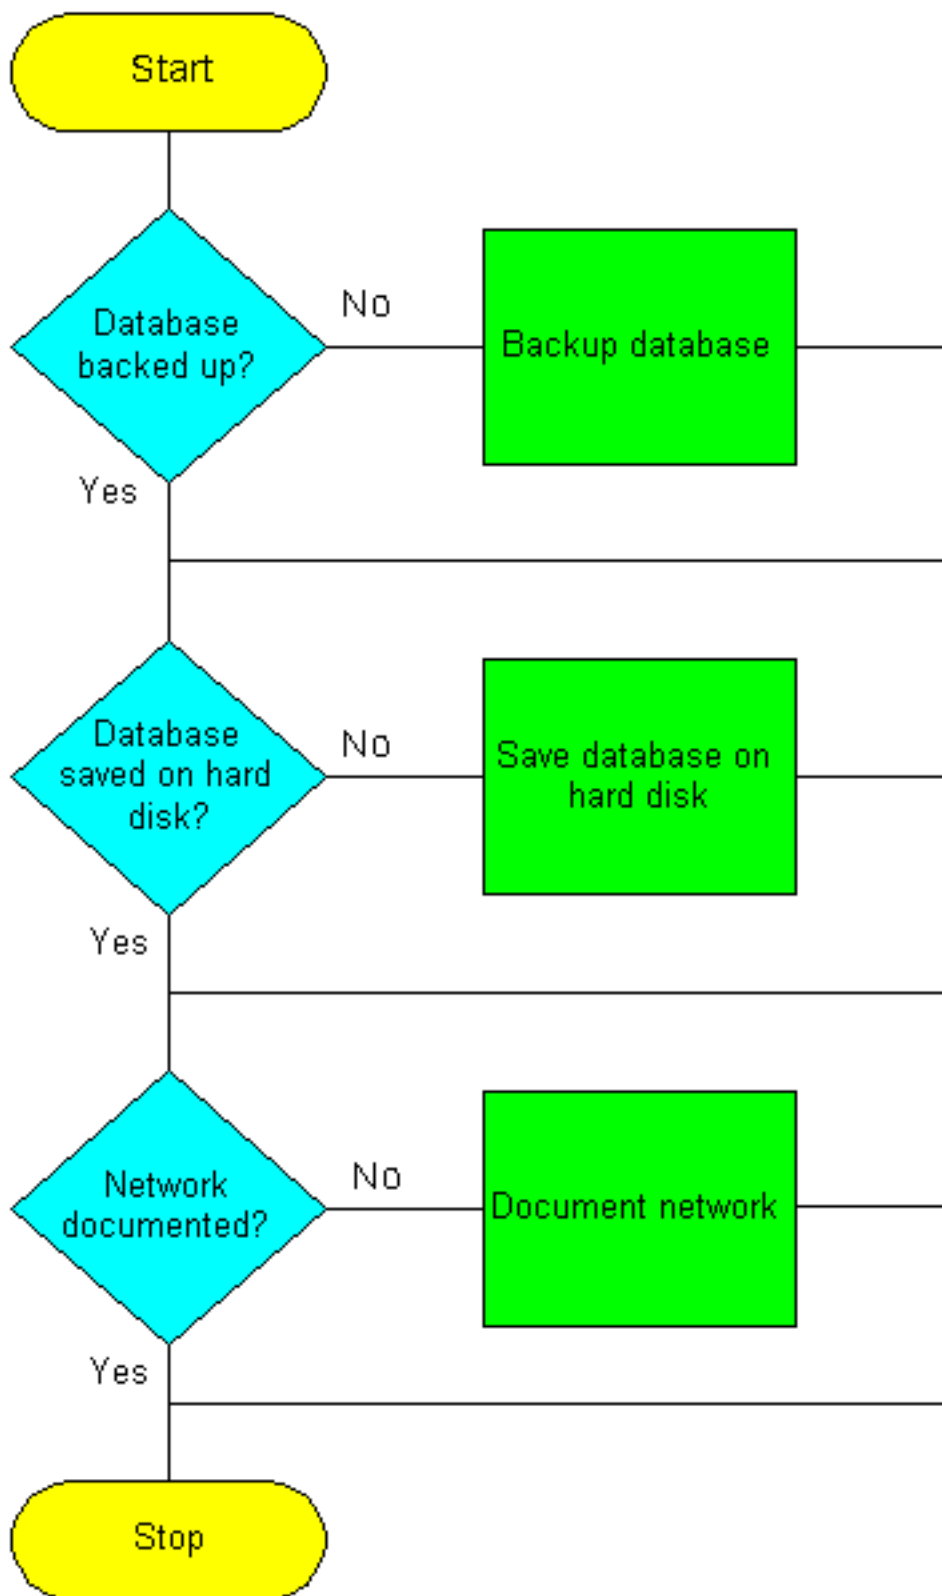 Start
Database
backed up?
No
Backup database
Yes
Database
saved on hard
disk?
No
Save database on
hard disk
Yes
Network
documented?
No
Document network
Yes
Stop